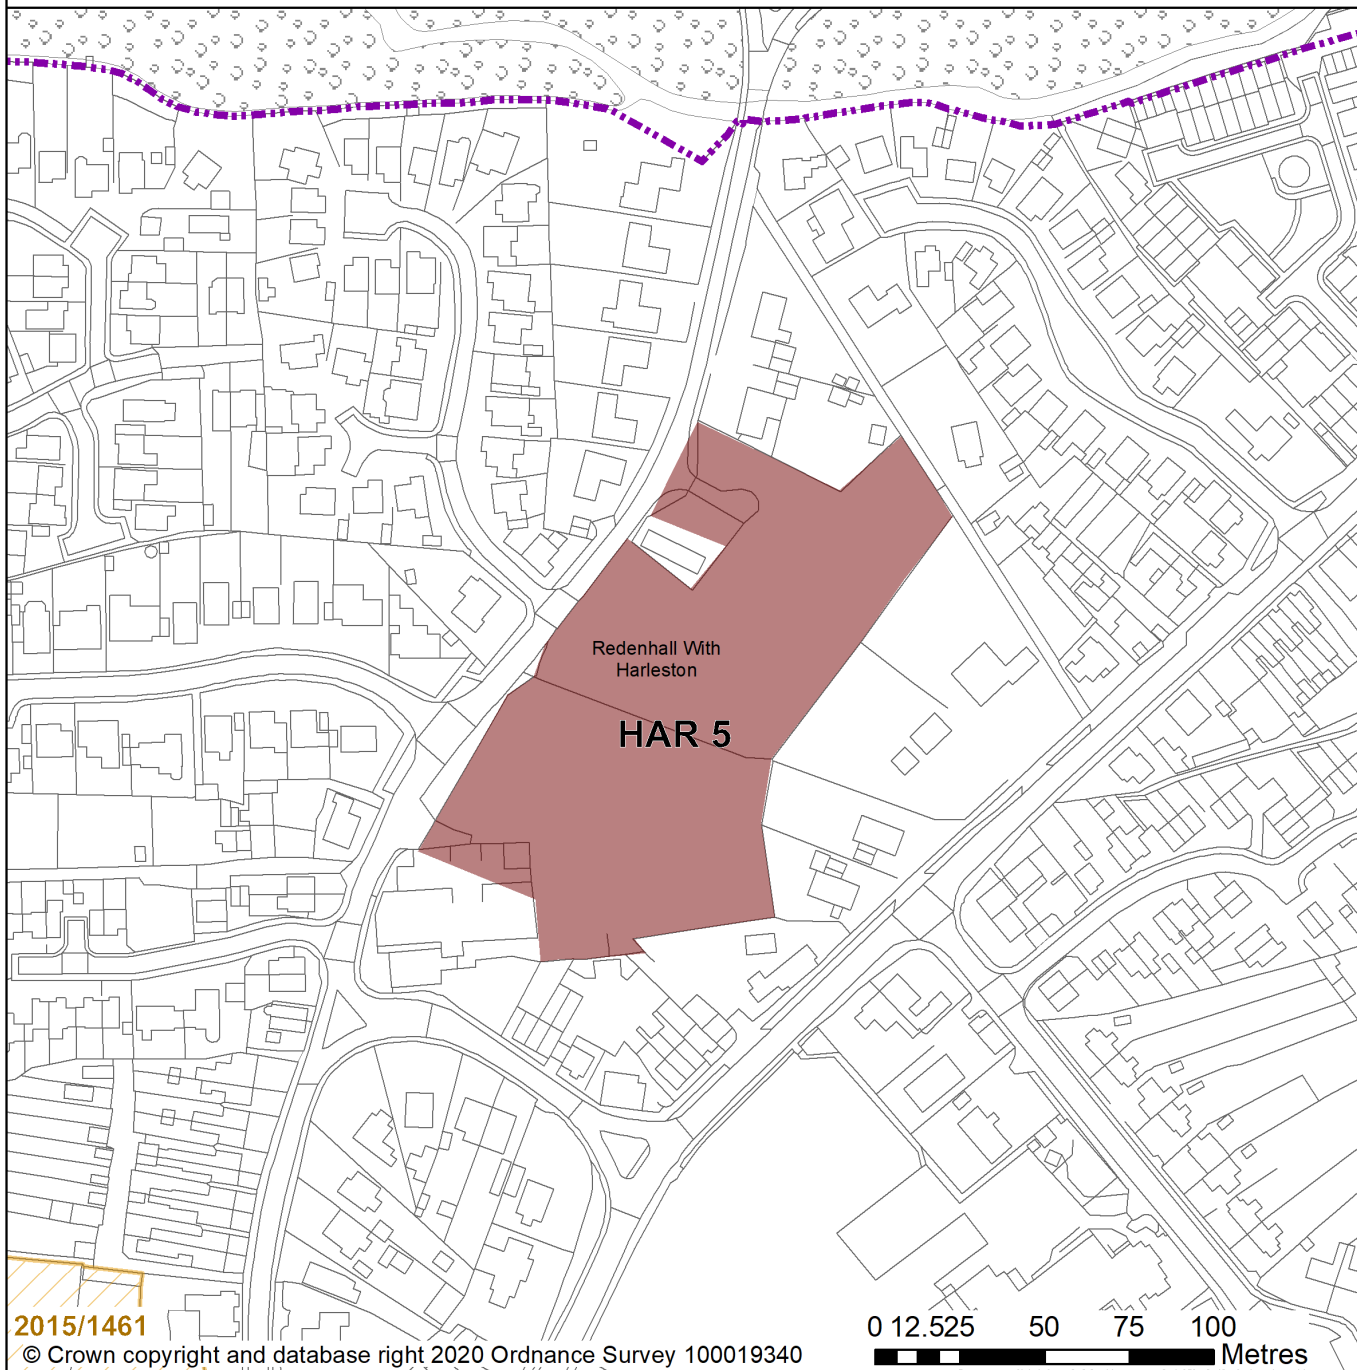 Redenhall With
Harleston
HAR 5
2015/1461
0 12.525 50 75 100
Metres
© Crown copyright and database right 2020 Ordnance Survey 100019340